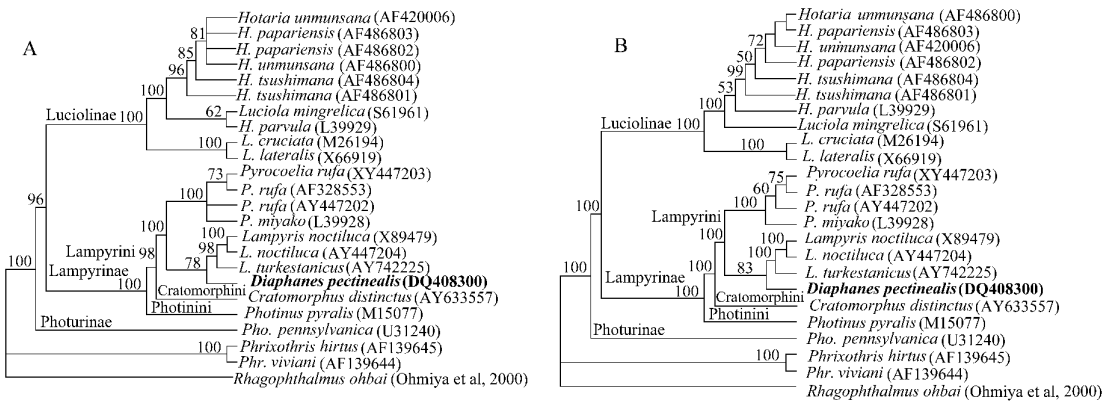 A
Hotaria unmunsana (AF420006)
81
H. papariensis (AF486803)
H. papariensis (AF486802)
85
H. unmunsana (AF486800)
96
H. tsushimana (AF486804)
100
H. tsushimana (AF486801)
62
Luciola mingrelica (S61961)
Luciolinae 100
H. parvula (L39929)
100
L. cruciata (M26194)
L. lateralis (X66919)
96
73
Pyrocoelia rufa (XY447203)
100
P. rufa (AF328553)
P. rufa (AY447202)
100
P. miyako (L39928)
100
Lampyris noctiluca (X89479)
Lampyrini 98
98
L. noctiluca (AY447204)
100
Lampyrinae
78
L. turkestanicus (AY742225)
100
Diaphanes pectinealis (DQ408300)
Cratomorphini
Cratomorphus distinctus (AY633557)
Photinini
Photinus pyralis (M15077)
Photurinae
Pho. pennsylvanica (U31240)
100
Phrixothris hirtus (AF139645)
Phr. viviani (AF139644)
Rhagophthalmus ohbai (Ohmiya et al, 2000)
B
Hotaria unmunsana (AF486800)
H. papariensis (AF486803)
72
H. unmunsana (AF420006)
50
H. papariensis (AF486802)
99
H. tsushimana (AF486804)
53
H. tsushimana (AF486801)
100
H. parvula (L39929)
Luciolinae 100
Luciola mingrelica (S61961)
100
L. cruciata (M26194)
L. lateralis (X66919)
75
Pyrocoelia rufa (XY447203)
60
P. rufa (AF328553)
100
P. rufa (AY447202)
Lampyrini
P. miyako (L39928)
100
100
Lampyris noctiluca (X89479)
100
L. noctiluca (AY447204)
100
83
L. turkestanicus (AY742225)
Lampyrinae 100
Diaphanes pectinealis (DQ408300)
Cratomorphini
Cratomorphus distinctus (AY633557)
Photinini
Photinus pyralis (M15077)
Photurinae
Pho. pennsylvanica (U31240)
100
Phrixothris hirtus (AF139645)
Phr. viviani (AF139644)
Rhagophthalmus ohbai (Ohmiya et al, 2000)